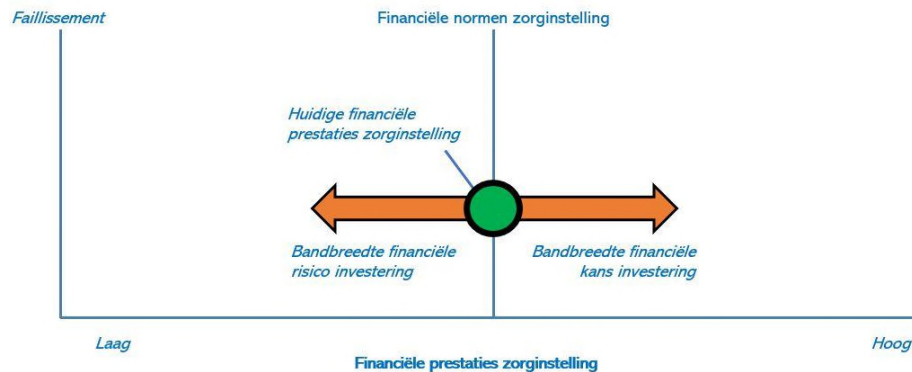 Faillissement
Financiële normen zorginstelling
Huidige financiële
prestaties zorginstelling
Bandbreedte financiële
risico investering
Bandbreedte financiële
kans investering
Laag
Hoog
Financiële prestaties zorginstelling